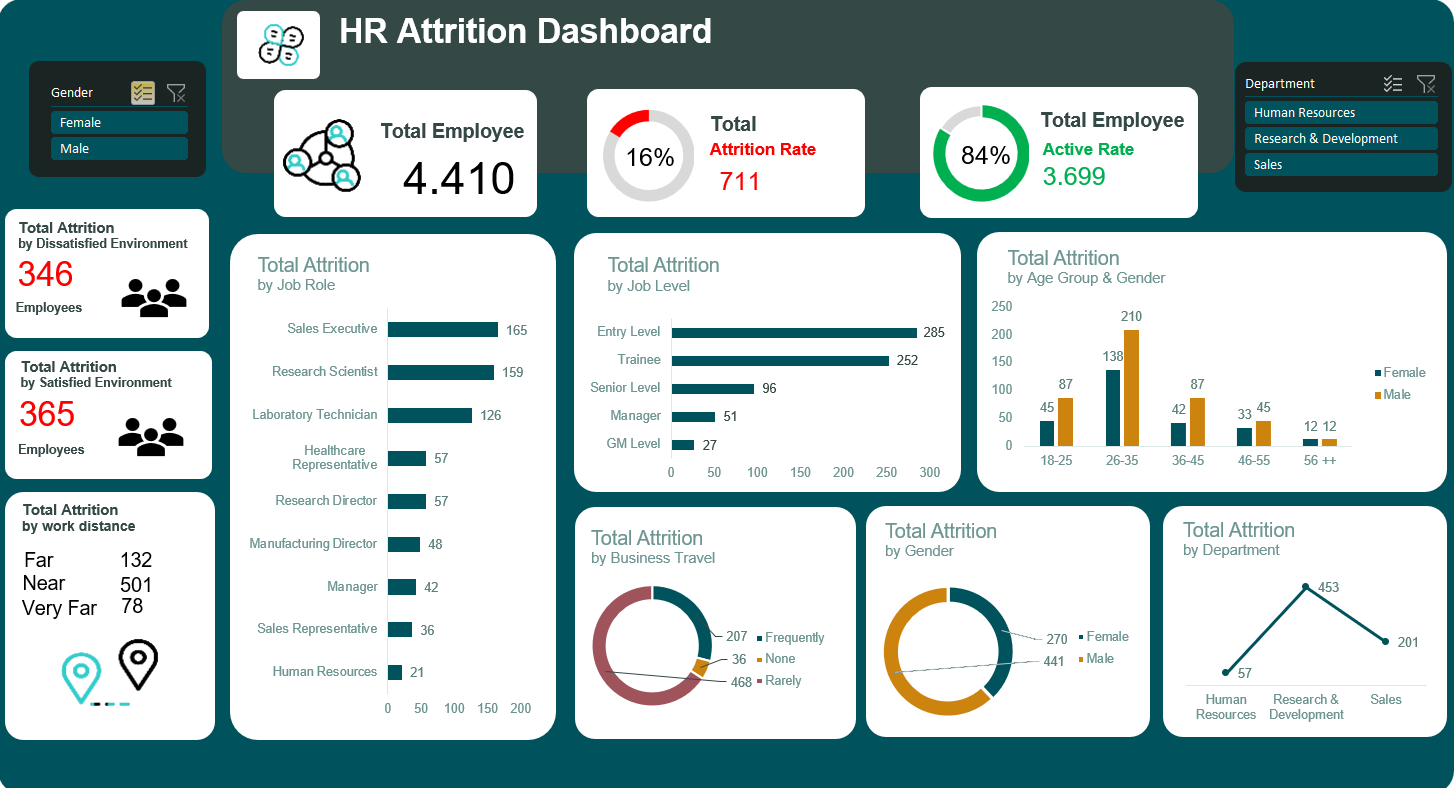 HR Attrition Dashboard
Gender
Female
Male
Total Employee
4.410
16%
Total
Attrition Rate
711
84%
Total Employee
Active Rate
3.699
Department
Human Resources
Research & Development
Sales
Total Attrition
by Dissatisfied Environment
346
Employees
Total Attrition
by Satisfied Environment
365
Employees
Total Attrition
by work distance
Far 132
Near 501
Very Far 78
Total Attrition
by Job Role
Sales Executive 165
Research Scientist 159
Laboratory Technician 126
Healthcare
Representative 57
Research Director 57
Manufacturing Director 48
Manager 42
Sales Representative 36
Human Resources 21
0 50 100 150 200
Total Attrition
by Job Level
Entry Level 285
Trainee 252
Senior Level 96
Manager 51
GM Level 27
0 50 100 150 200 250 300
Total Attrition
by Age Group & Gender
250
200
150
100
50
0
45 87 138 210 42 87 33 45 12 12
18-25 26-35 36-45 46-55 56 ++
Female
Male
Total Attrition
by Business Travel
207 Frequently
36 None
468 Rarely
Total Attrition
by Gender
270 Female
441 Male
Total Attrition
by Department
453
201
57
Human Research & Sales
Resources Development